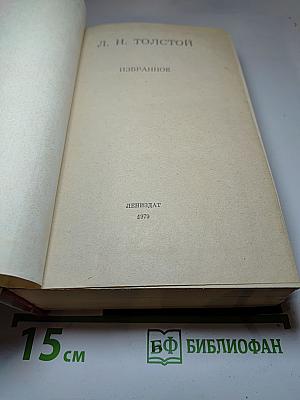 Л. Н. ТОЛСТОЙ
ИЗБРАННОЕ
ЛЕНИЗДАТ
1979
15 см
БФ БИБЛИОФАН